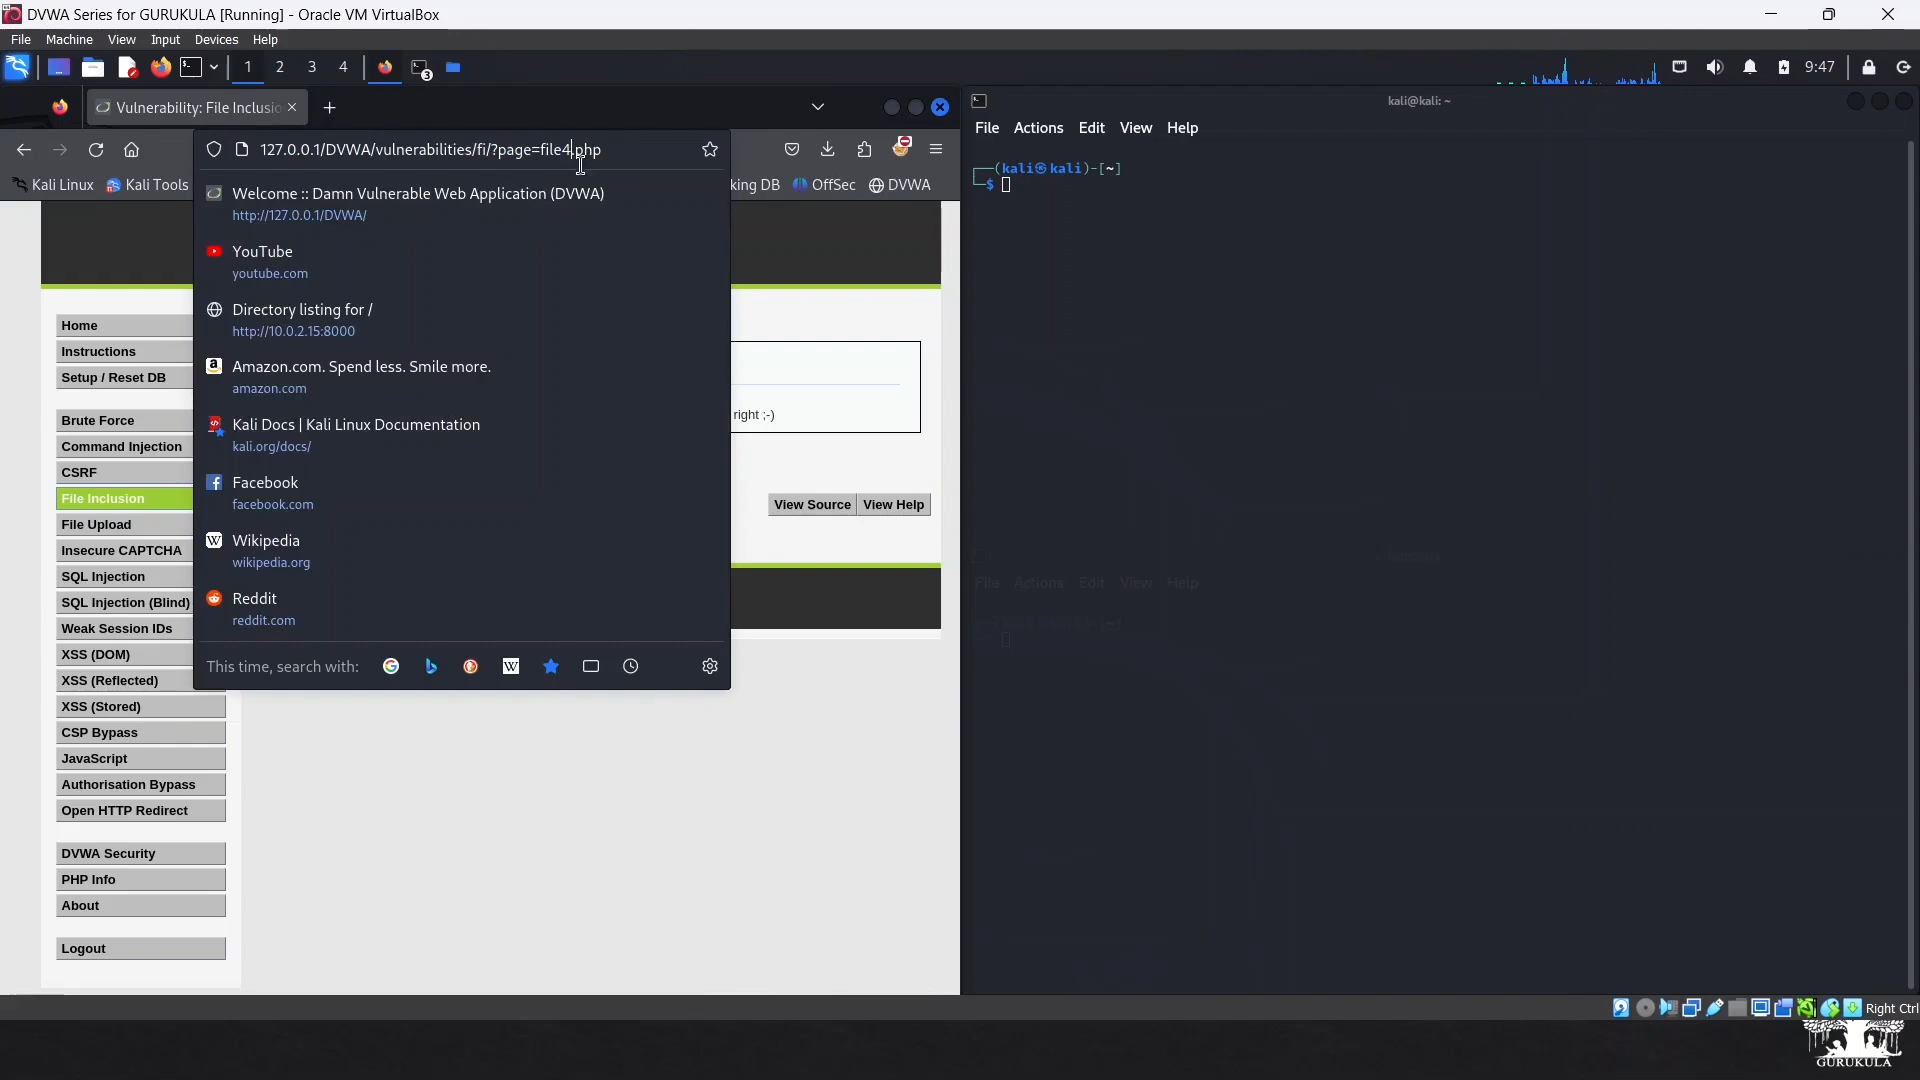 DVWA Series for GURUKULA [Running] - Oracle VM VirtualBox
File Machine View Input Devices Help
1 2 3 4
3
9:47
Vulnerability: File Inclusio
127.0.0.1/DVWA/vulnerabilities/fi/?page=file4.php
Kali Linux Kali Tools
king DB OffSec DVWA
Welcome :: Damn Vulnerable Web Application (DVWA)
http://127.0.0.1/DVWA/
YouTube
youtube.com
Directory listing for /
http://10.0.2.15:8000
Amazon.com. Spend less. Smile more.
amazon.com
Kali Docs | Kali Linux Documentation
kali.org/docs/
Facebook
facebook.com
Wikipedia
wikipedia.org
Reddit
reddit.com
This time, search with:
Home
Instructions
Setup / Reset DB
Brute Force
Command Injection
CSRF
File Inclusion
File Upload
Insecure CAPTCHA
SQL Injection
SQL Injection (Blind)
Weak Session IDs
XSS (DOM)
XSS (Reflected)
XSS (Stored)
CSP Bypass
JavaScript
Authorisation Bypass
Open HTTP Redirect
DVWA Security
PHP Info
About
Logout
right ;-)
View Source View Help
kali@kali: ~
File Actions Edit View Help
(kali㉿kali)-[~]
$
File Actions Edit View Help
Right Ctrl
GURUKULA